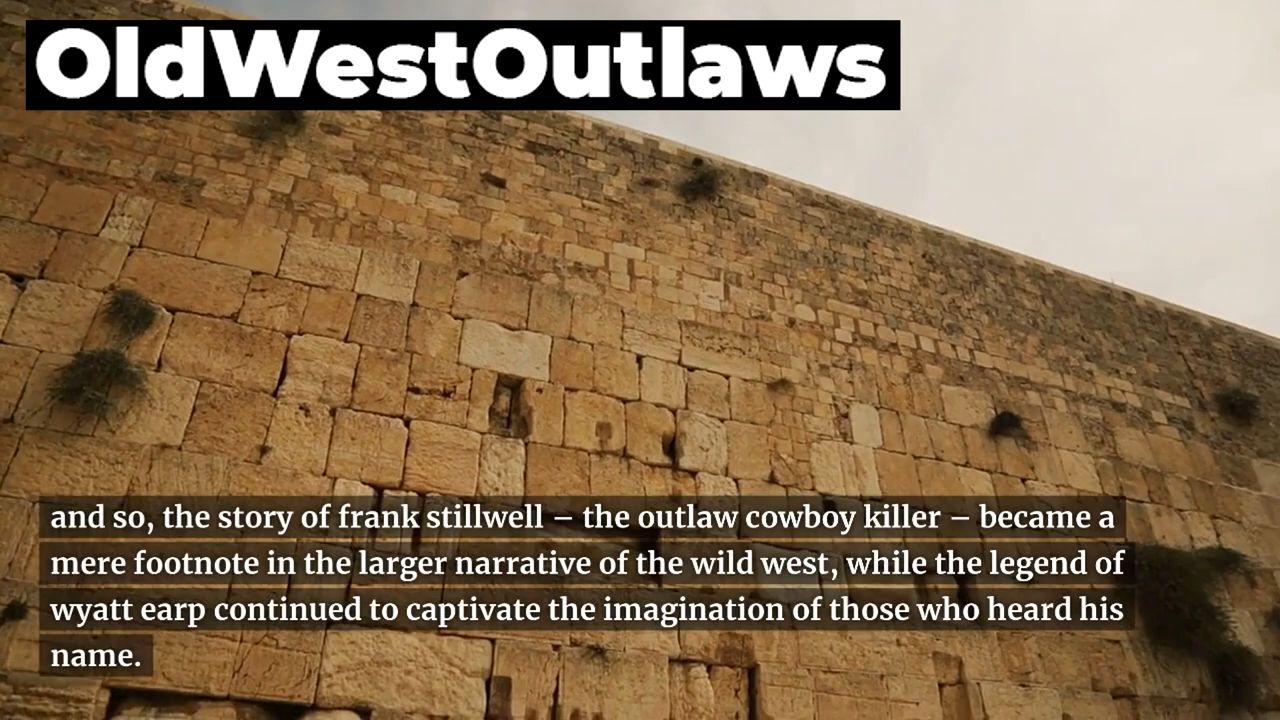 OldWestOutlaws
and so, the story of frank stillwell – the outlaw cowboy killer – became a
mere footnote in the larger narrative of the wild west, while the legend of
wyatt earp continued to captivate the imagination of those who heard his
name.